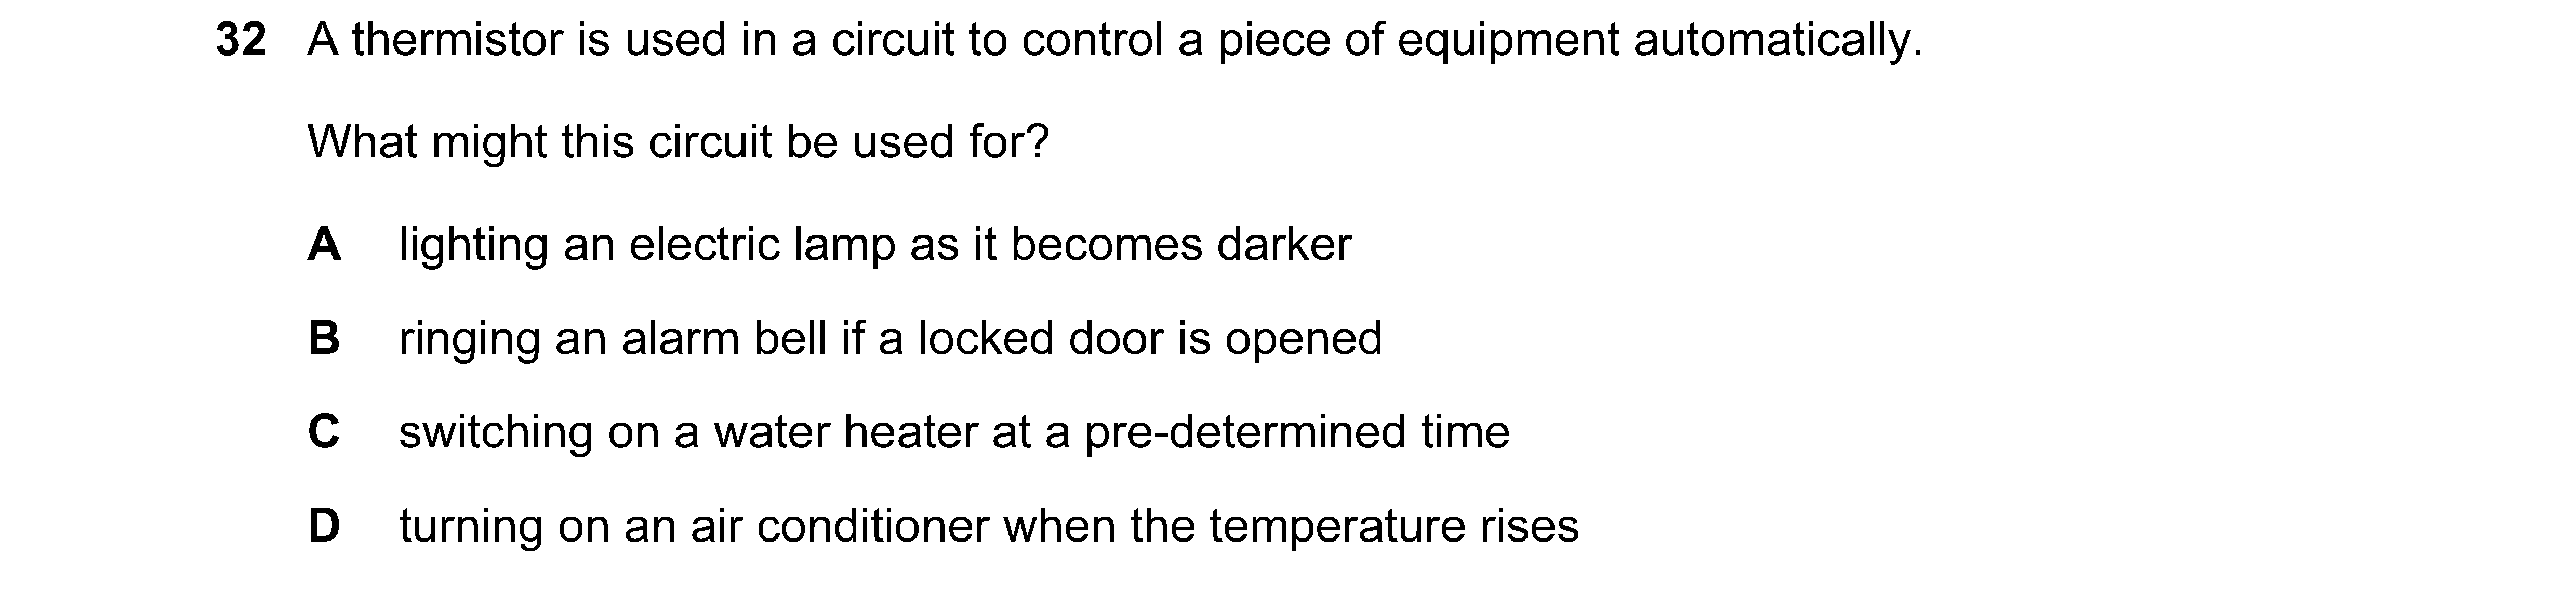 32 A thermistor is used in a circuit to control a piece of equipment automatically.
What might this circuit be used for?
A lighting an electric lamp as it becomes darker
B ringing an alarm bell if a locked door is opened
C switching on a water heater at a pre-determined time
D turning on an air conditioner when the temperature rises